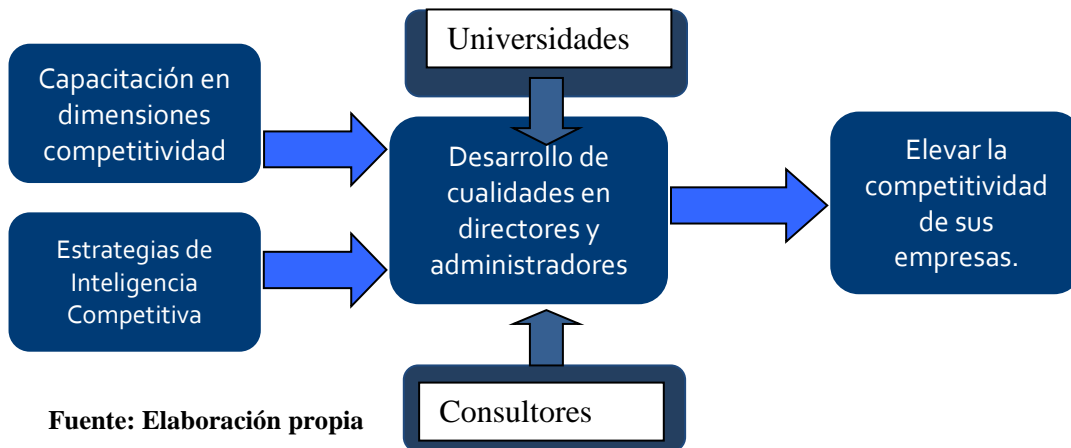 Universidades
Capacitación en
dimensiones
competitividad
Desarrollo de
cualidades en
directores y
administradores
Elevar la
competitividad
de sus
empresas.
Estrategias de
Inteligencia
Competitiva
Consultores
Fuente: Elaboración propia